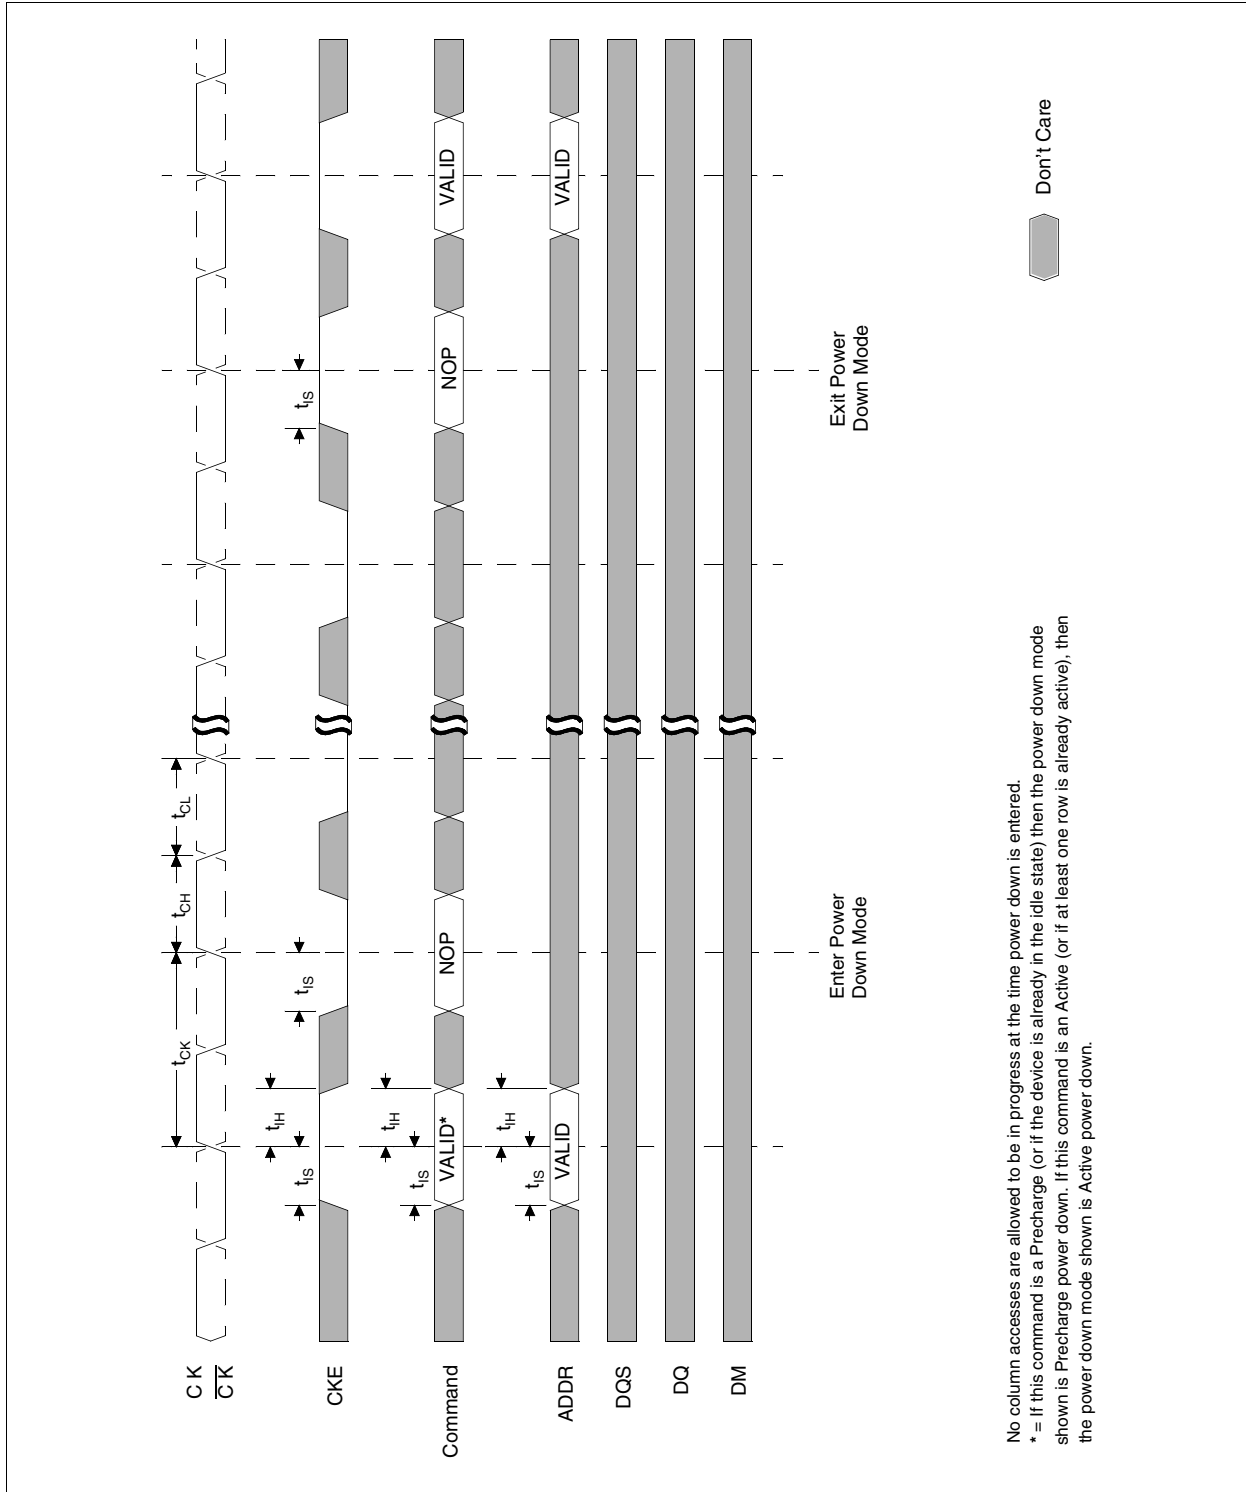 tCK
tCH
tCL
tIH
tIS
tIS
tIS
tIH
tIS
tIH
tIS
C K
C K
CKE
Command
VALID*
NOP
NOP
VALID
ADDR
VALID
VALID
DQS
DQ
DM
Enter Power
Down Mode
Exit Power
Down Mode
No column accesses are allowed to be in progress at the time power down is entered.
* = If this command is a Precharge (or if the device is already in the idle state) then the power down mode
shown is Precharge power down. If this command is an Active (or if at least one row is already active), then
the power down mode shown is Active power down.
Don't Care